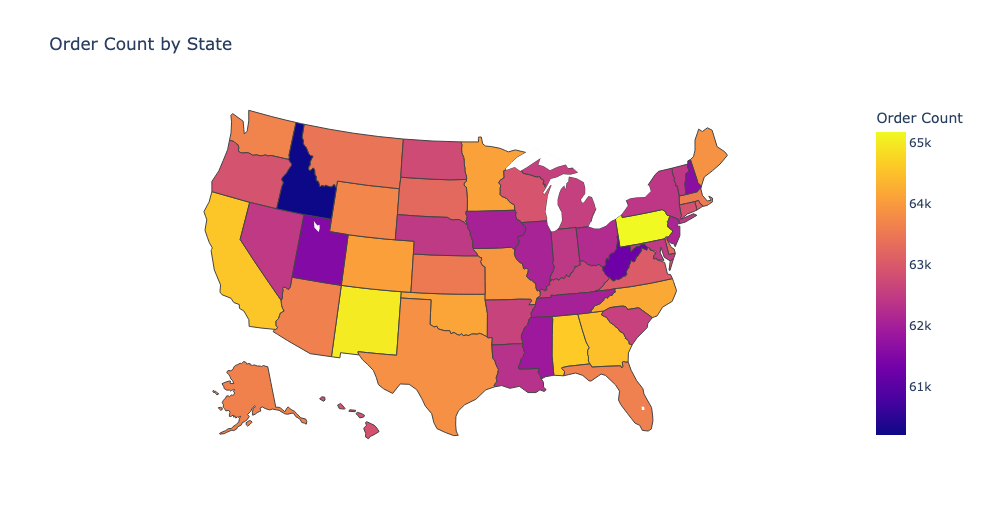 Order Count by State
Order Count
65k
64k
63k
62k
61k